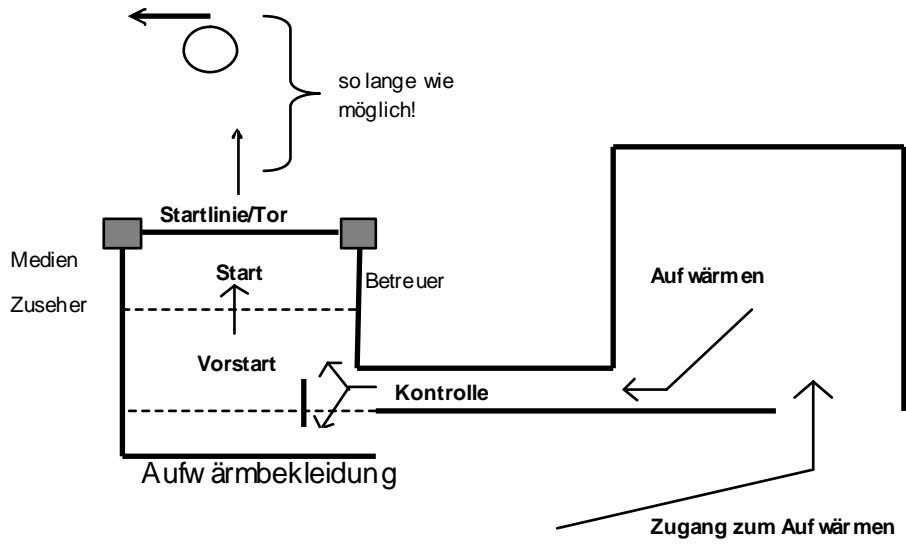 so lange wie
möglich!
Startlinie/Tor
Medien
Zuseher
Start
Betreuer
Aufwärmen
Vorstart
Kontrolle
Aufwärmbekleidung
Zugang zum Aufwärmen